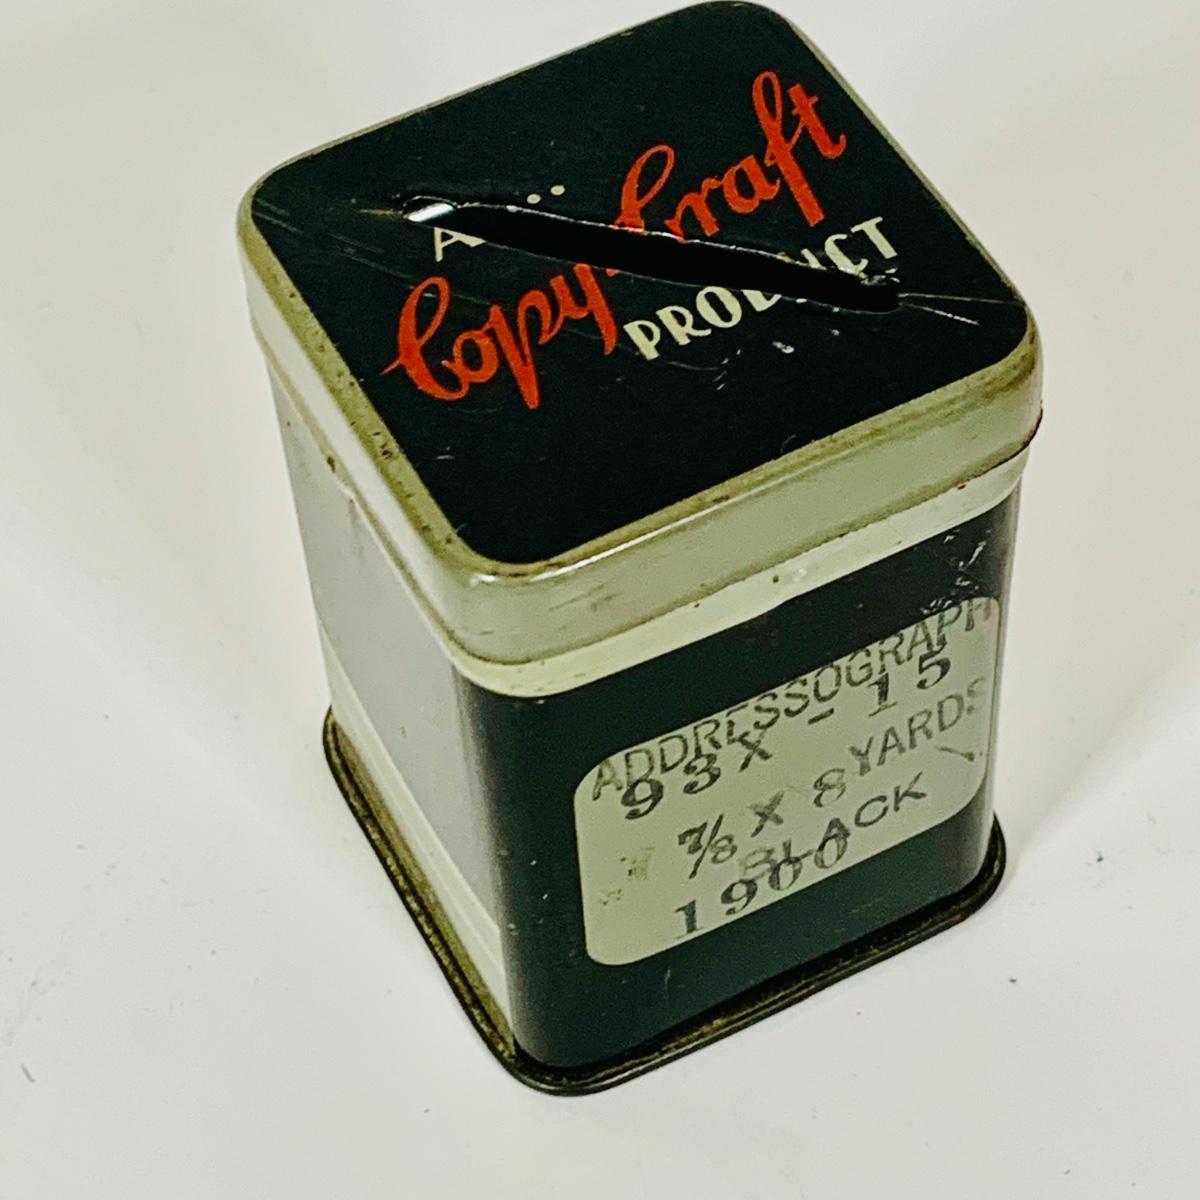 A
Copy-Craft
PRODUCT
ADDRESSOGRAPH
93X - 15
7/8 X 8 YARDS
BLACK
1900